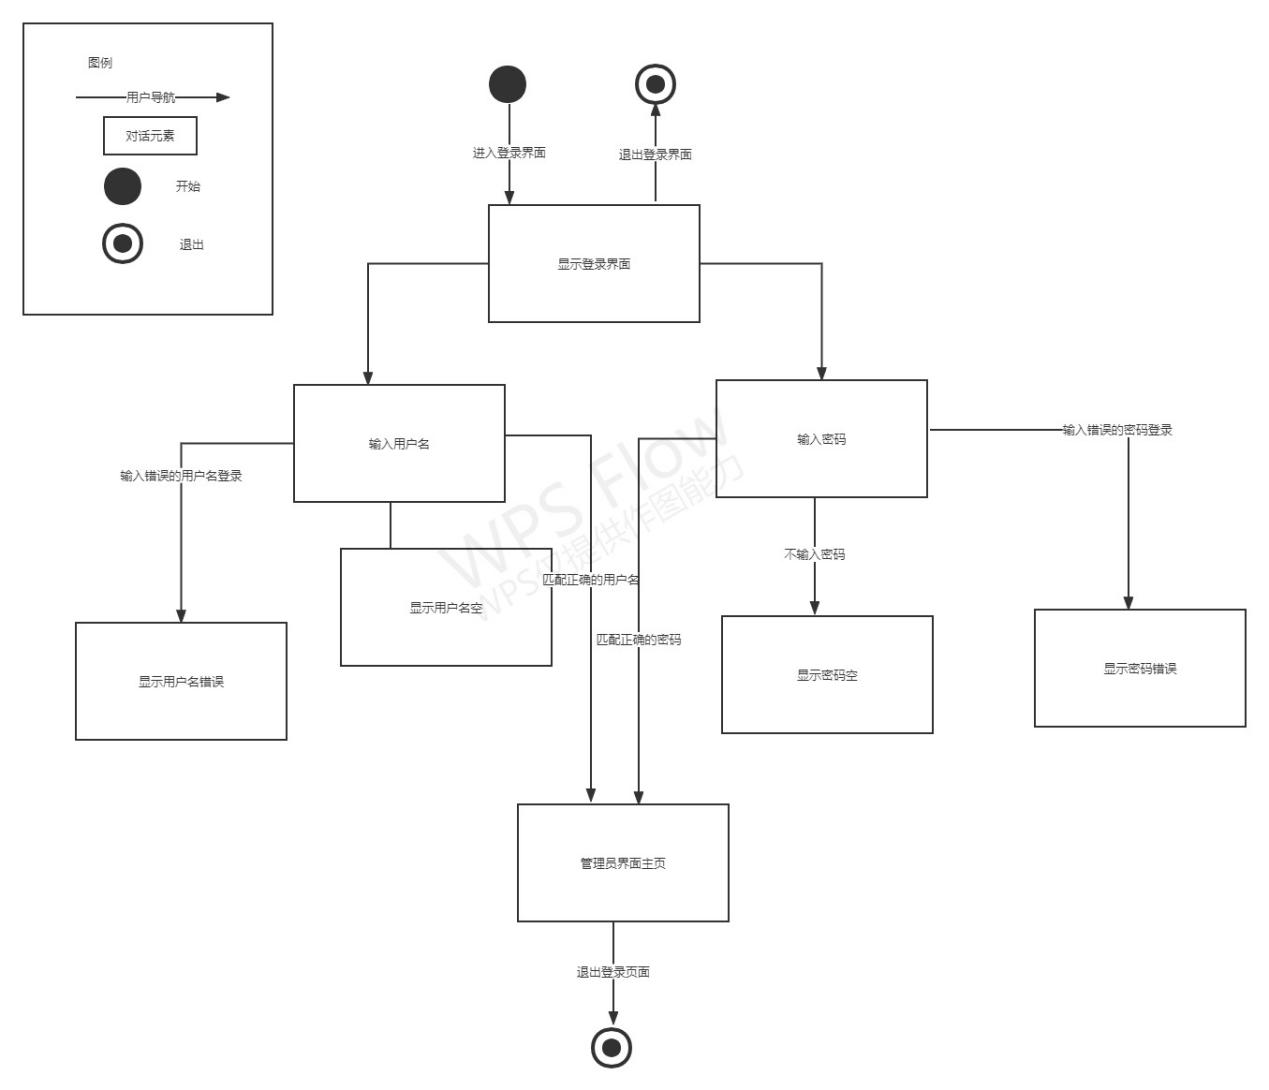 图例
用户导航
对话元素
开始
退出
进入登录界面
退出登录界面
显示登录界面
输入用户名
输入密码
输入错误的密码登录
输入错误的用户名登录
不输入密码
匹配正确的用户名
显示用户名空
匹配正确的密码
显示密码错误
显示密码空
显示用户名错误
管理员界面主页
退出登录页面
WPS Flow
WPS仅提供作图能力